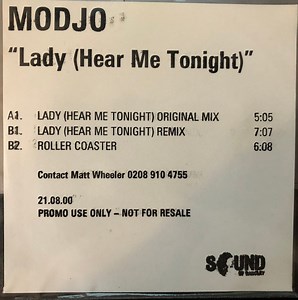 MODJO
"Lady (Hear Me Tonight)"
A1. LADY (HEAR ME TONIGHT) ORIGINAL MIX 5:05
B1. LADY (HEAR ME TONIGHT) REMIX 7:07
B2. ROLLER COASTER 6:08
Contact Matt Wheeler 0208 910 4755
21.08.00
PROMO USE ONLY – NOT FOR RESALE
SOUND